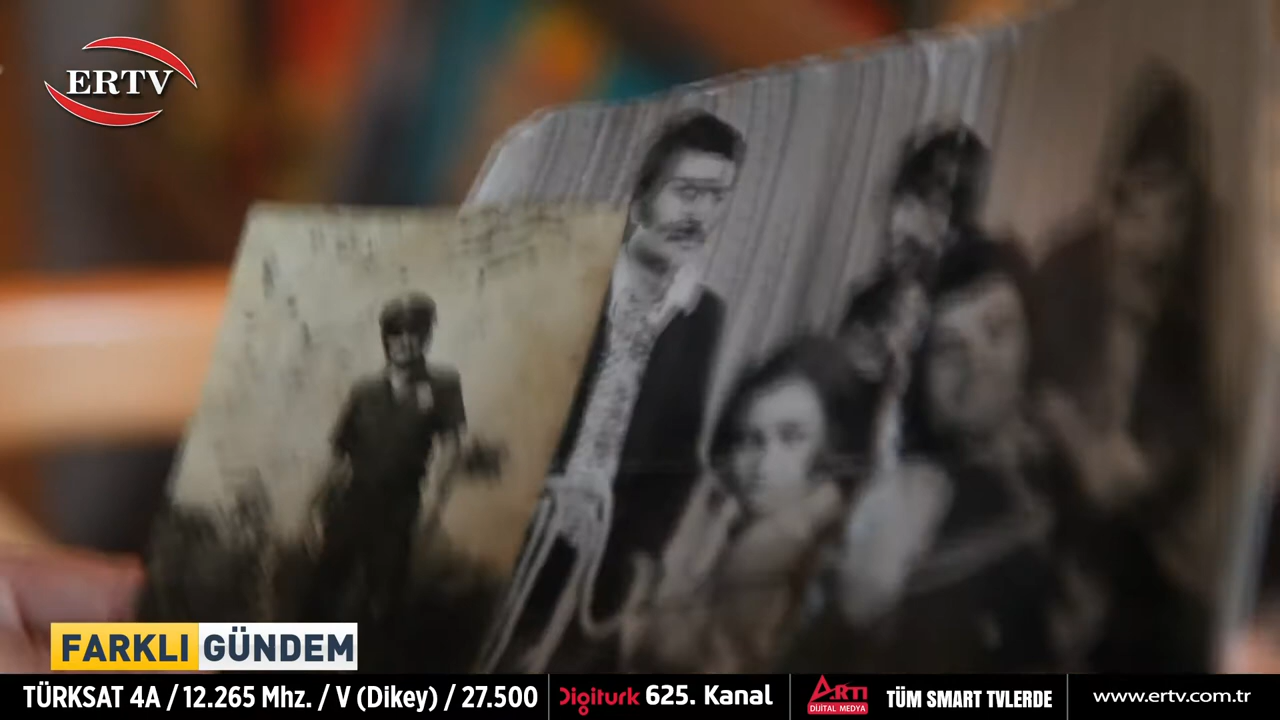 ERTV
FARKLI GÜNDEM
TÜRKSAT 4A / 12.265 Mhz. / V (Dikey) / 27.500
Digiturk 625. Kanal
ARTI
DİJİTAL MEDYA
TÜM SMART TVLERDE
www.ertv.com.tr